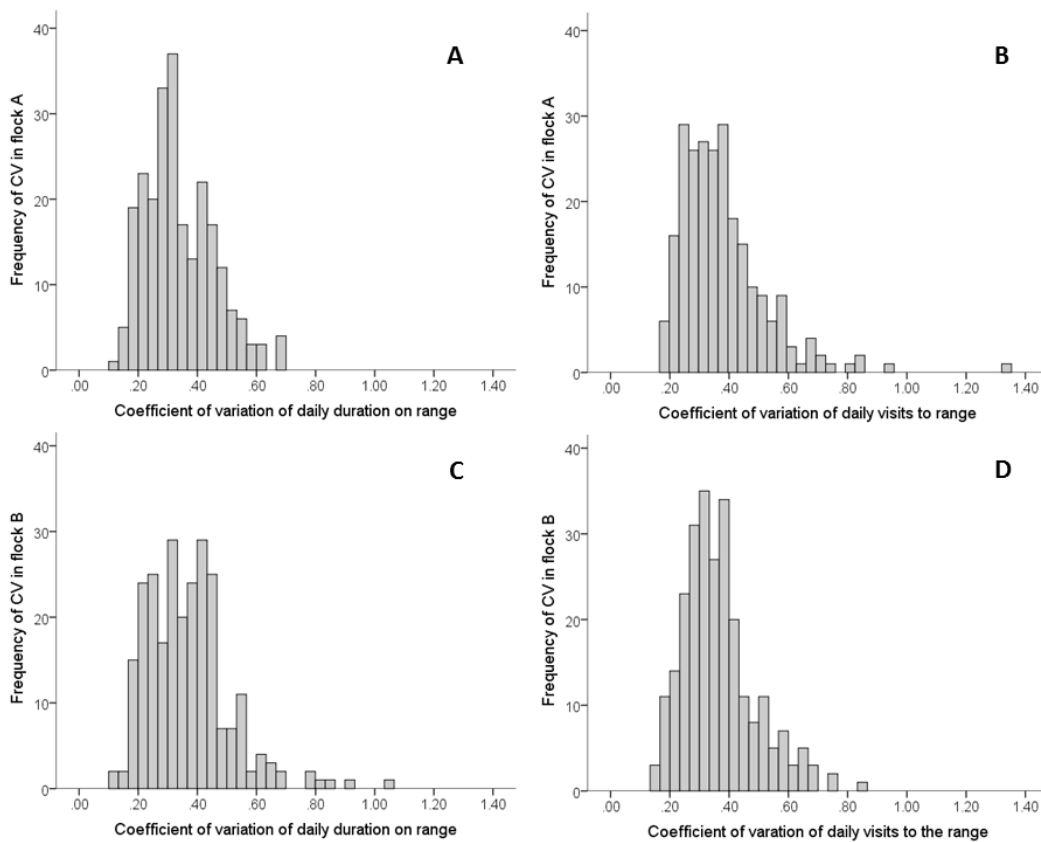 A
Frequency of CV in flock A
40
30
20
10
0
.00 .20 .40 .60 .80 1.00 1.20 1.40
Coefficient of variation of daily duration on range
B
Frequency of CV in flock A
40
30
20
10
0
.00 .20 .40 .60 .80 1.00 1.20 1.40
Coefficient of variation of daily visits to range
C
Frequency of CV in flock B
40
30
20
10
0
.00 .20 .40 .60 .80 1.00 1.20 1.40
Coefficient of variation of daily duration on range
D
Frequency of CV in flock B
40
30
20
10
0
.00 .20 .40 .60 .80 1.00 1.20 1.40
Coefficient of varation of daily visits to the range